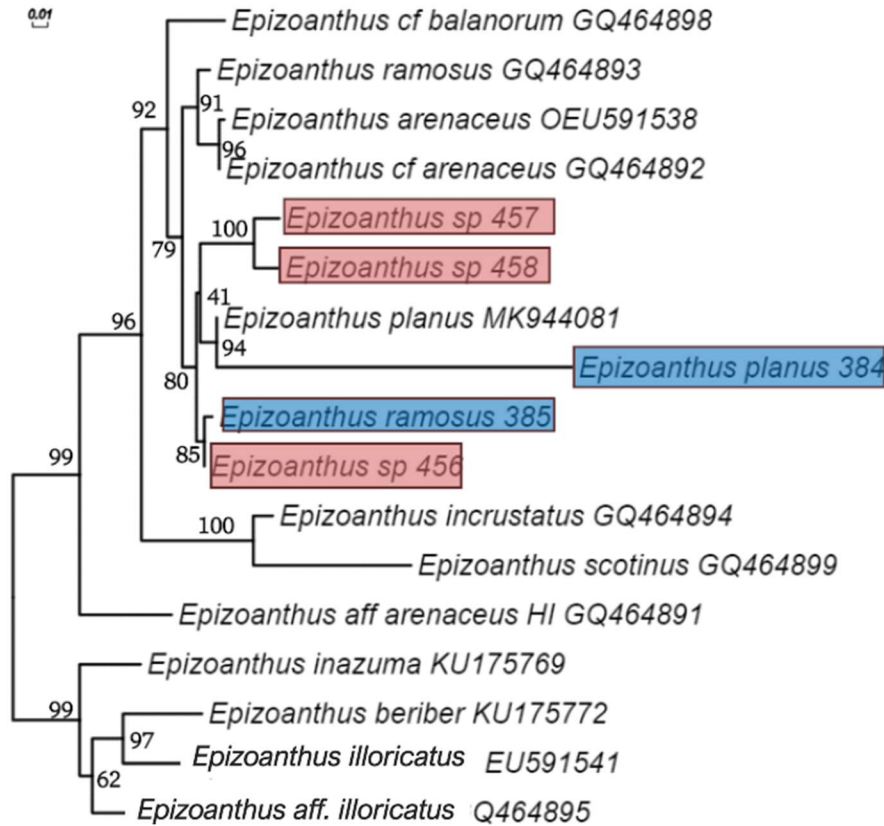 0.01
Epizoanthus cf balanorum GQ464898
Epizoanthus ramosus GQ464893
92
91
Epizoanthus arenaceus OEU591538
96
Epizoanthus cf arenaceus GQ464892
Epizoanthus sp 457
100
79
Epizoanthus sp 458
41
Epizoanthus planus MK944081
96
94
Epizoanthus planus 384
80
Epizoanthus ramosus 385
85
Epizoanthus sp 456
99
Epizoanthus incrustatus GQ464894
100
Epizoanthus scotinus GQ464899
Epizoanthus aff arenaceus HI GQ464891
Epizoanthus inazuma KU175769
99
Epizoanthus beriber KU175772
97
Epizoanthus illoricatus EU591541
62
Epizoanthus aff. illoricatus Q464895